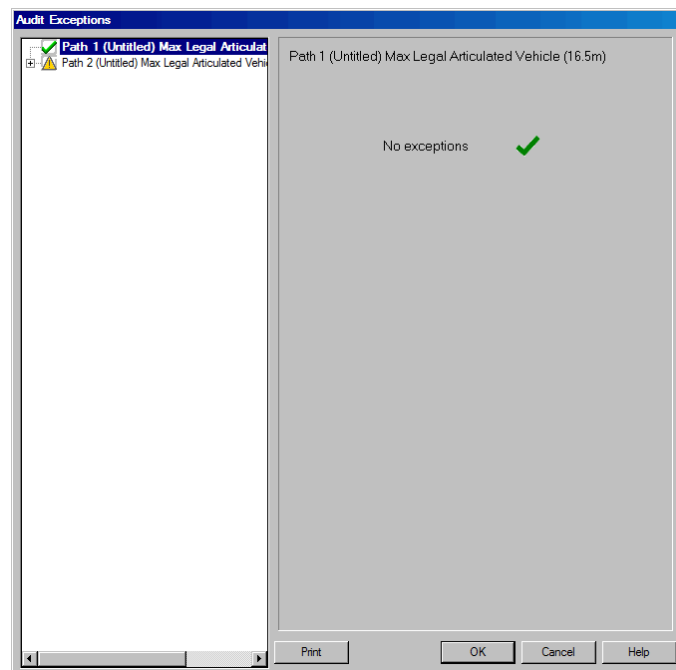 Audit Exceptions
Path 1 (Untitled) Max Legal Articulat
Path 2 (Untitled) Max Legal Articulated Vehi
Path 1 (Untitled) Max Legal Articulated Vehicle (16.5m)
No exceptions
Print
OK
Cancel
Help